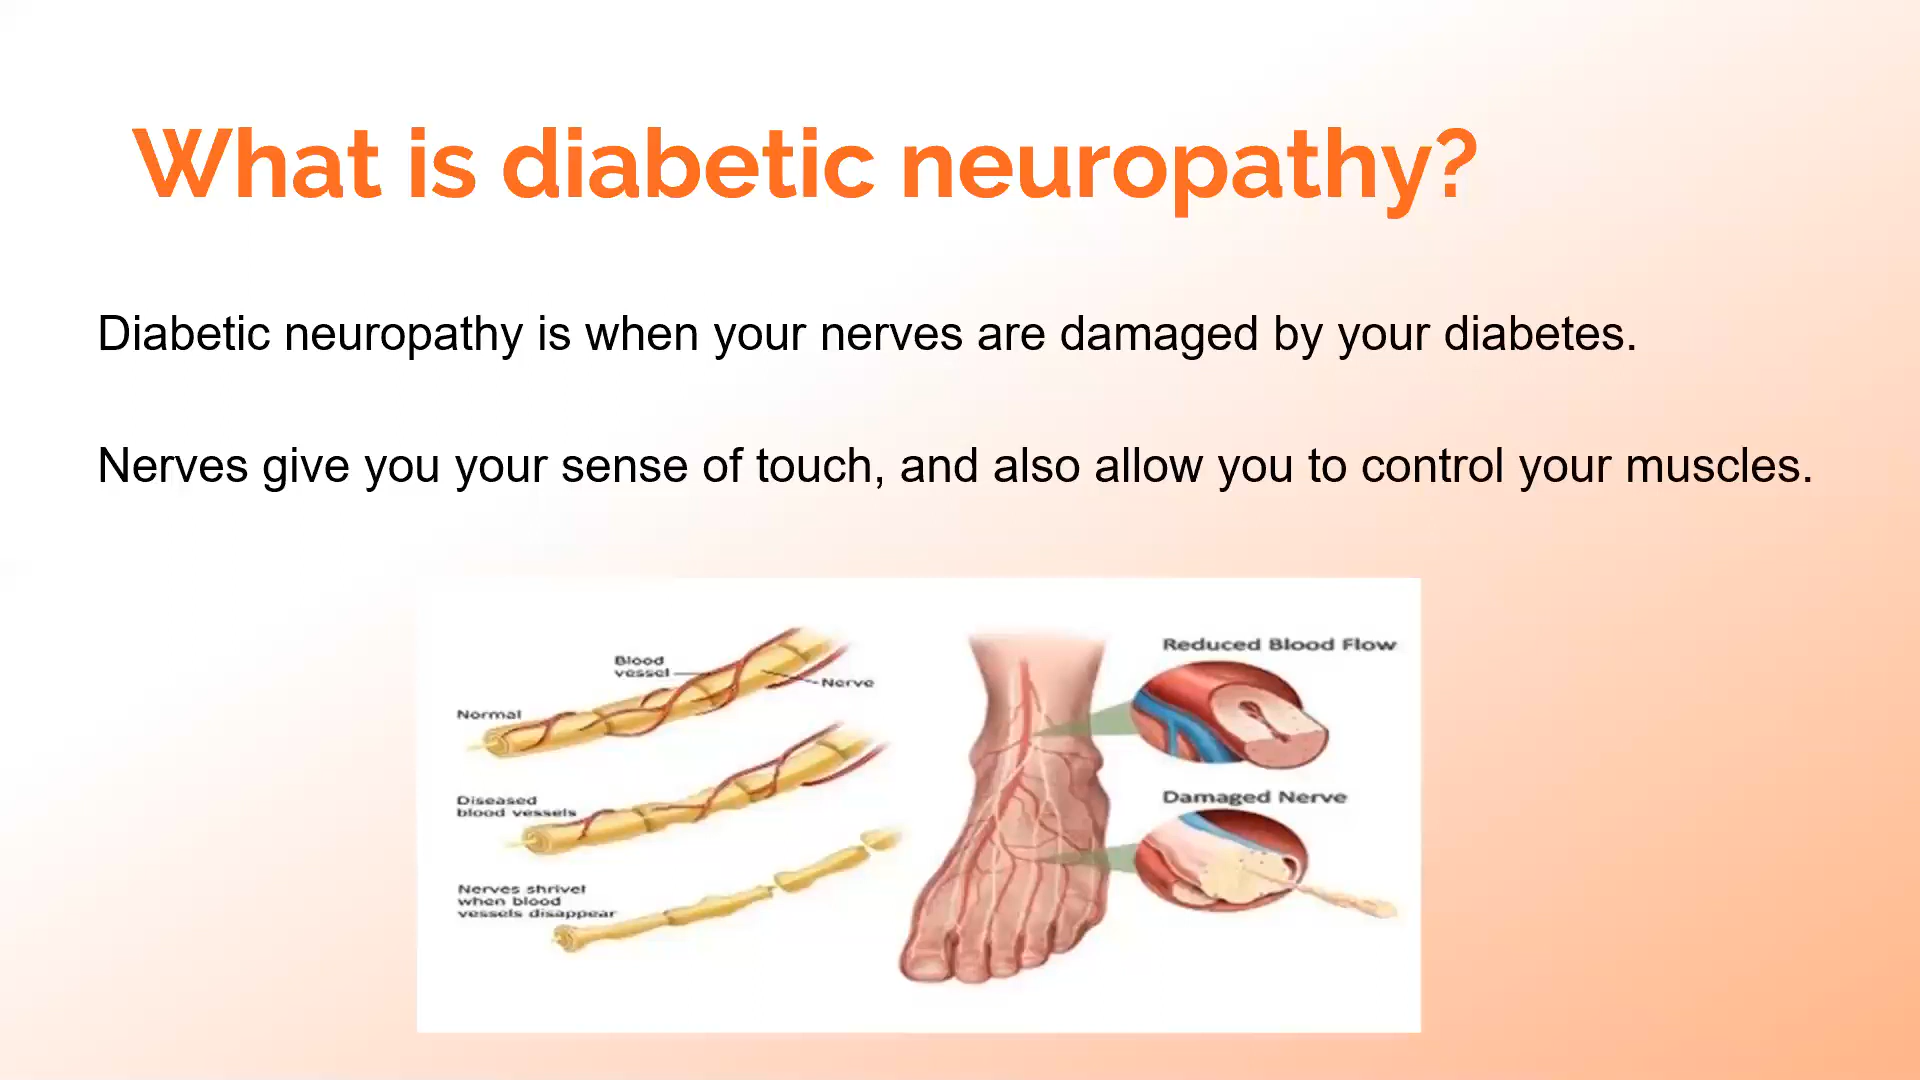 What is diabetic neuropathy?
Diabetic neuropathy is when your nerves are damaged by your diabetes.
Nerves give you your sense of touch, and also allow you to control your muscles.
Blood
vessel
Nerve
Normal
Diseased
blood vessels
Nerves shrivel
when blood
vessels disappear
Reduced Blood Flow
Damaged Nerve